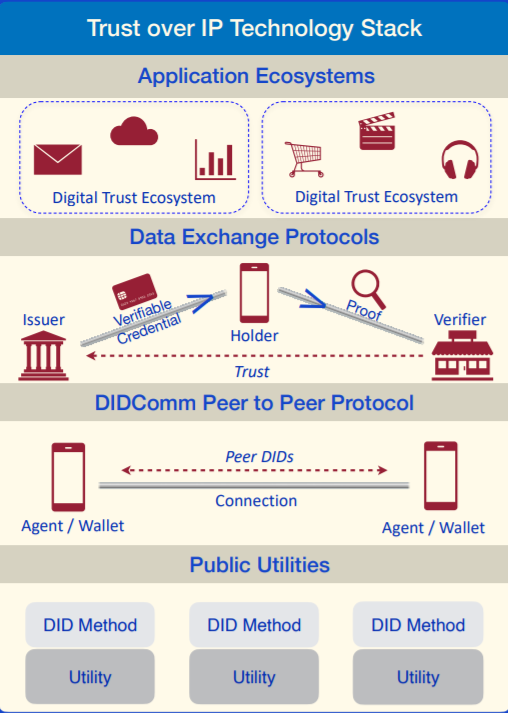 Trust over IP Technology Stack
Application Ecosystems
Digital Trust Ecosystem
Digital Trust Ecosystem
Data Exchange Protocols
Issuer
Verifiable
Credential
Holder
Proof
Verifier
Trust
DIDComm Peer to Peer Protocol
Peer DIDs
Connection
Agent / Wallet
Agent / Wallet
Public Utilities
DID Method
DID Method
DID Method
Utility
Utility
Utility